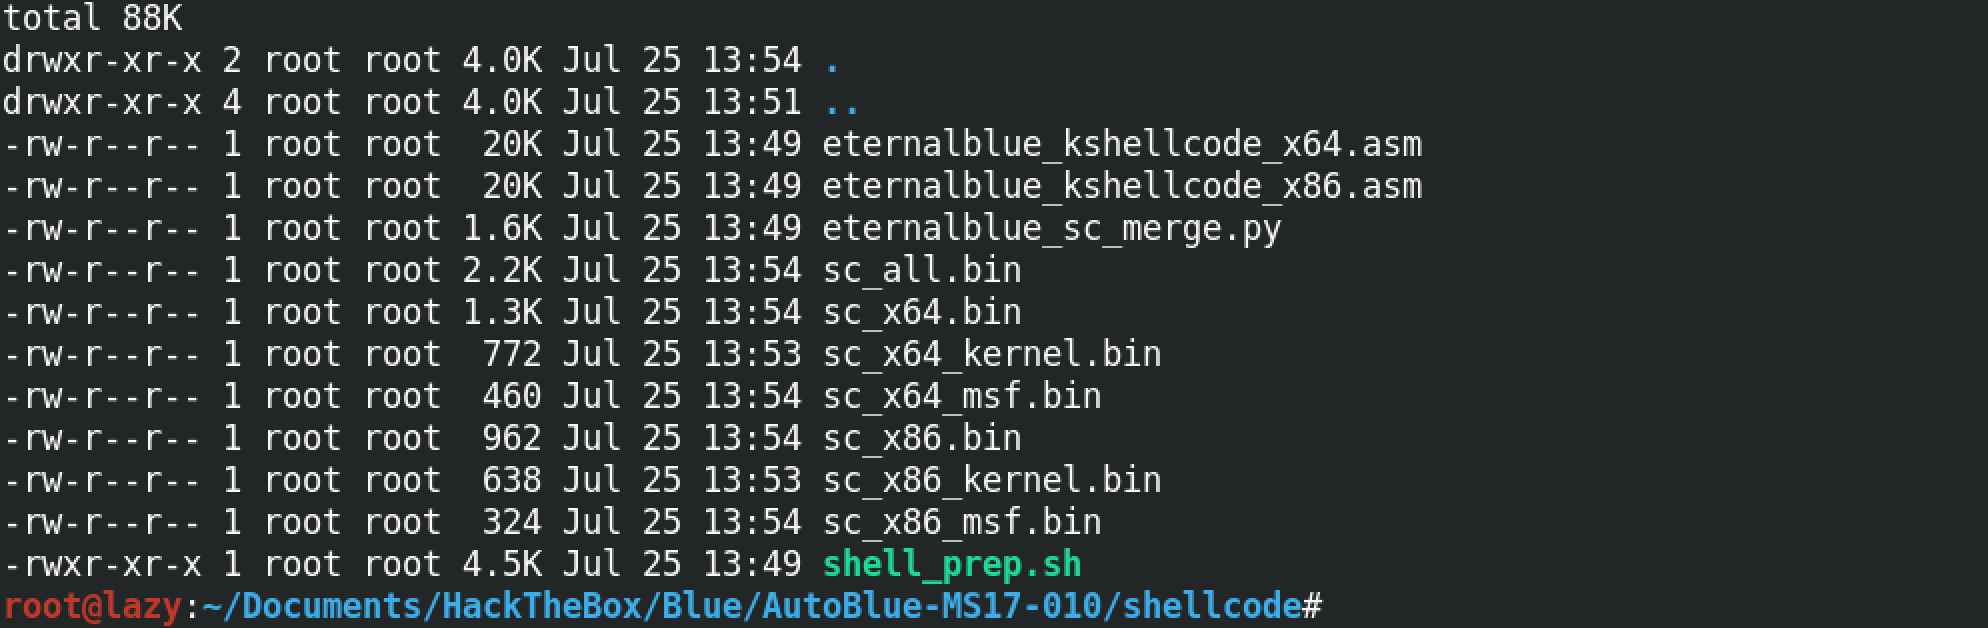 total 88K
drwxr-xr-x 2 root root 4.0K Jul 25 13:54 .
drwxr-xr-x 4 root root 4.0K Jul 25 13:51 ..
-rw-r--r-- 1 root root  20K Jul 25 13:49 eternalblue_kshellcode_x64.asm
-rw-r--r-- 1 root root  20K Jul 25 13:49 eternalblue_kshellcode_x86.asm
-rw-r--r-- 1 root root 1.6K Jul 25 13:49 eternalblue_sc_merge.py
-rw-r--r-- 1 root root 2.2K Jul 25 13:54 sc_all.bin
-rw-r--r-- 1 root root 1.3K Jul 25 13:54 sc_x64.bin
-rw-r--r-- 1 root root  772 Jul 25 13:53 sc_x64_kernel.bin
-rw-r--r-- 1 root root  460 Jul 25 13:54 sc_x64_msf.bin
-rw-r--r-- 1 root root  962 Jul 25 13:54 sc_x86.bin
-rw-r--r-- 1 root root  638 Jul 25 13:53 sc_x86_kernel.bin
-rw-r--r-- 1 root root  324 Jul 25 13:54 sc_x86_msf.bin
-rwxr-xr-x 1 root root 4.5K Jul 25 13:49 shell_prep.sh
root@lazy:~/Documents/HackTheBox/Blue/AutoBlue-MS17-010/shellcode#